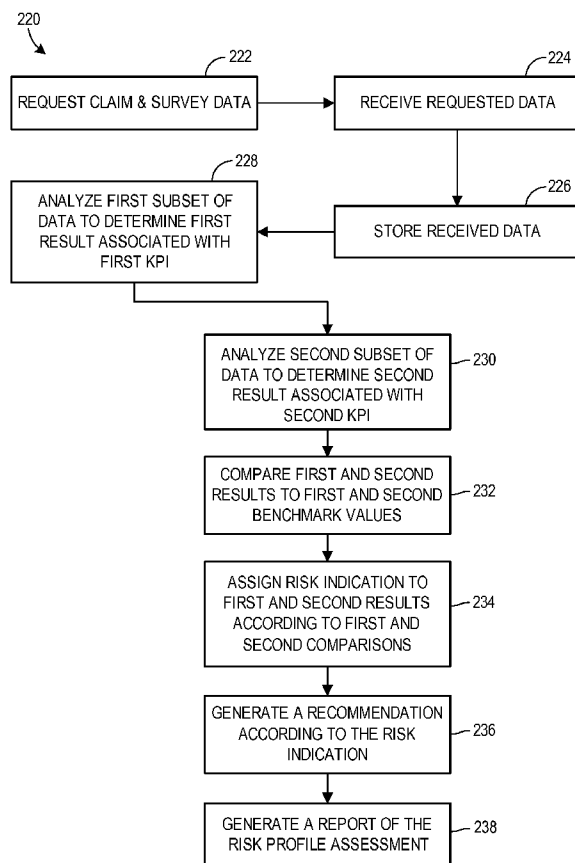 220
222
REQUEST CLAIM & SURVEY DATA
224
RECEIVE REQUESTED DATA
226
STORE RECEIVED DATA
228
ANALYZE FIRST SUBSET OF
DATA TO DETERMINE FIRST
RESULT ASSOCIATED WITH
FIRST KPI
ANALYZE SECOND SUBSET OF
DATA TO DETERMINE SECOND
RESULT ASSOCIATED WITH
SECOND KPI
230
COMPARE FIRST AND SECOND
RESULTS TO FIRST AND SECOND
BENCHMARK VALUES
232
ASSIGN RISK INDICATION TO
FIRST AND SECOND RESULTS
ACCORDING TO FIRST AND
SECOND COMPARISONS
234
GENERATE A RECOMMENDATION
ACCORDING TO THE RISK
INDICATION
236
GENERATE A REPORT OF THE
RISK PROFILE ASSESSMENT
238